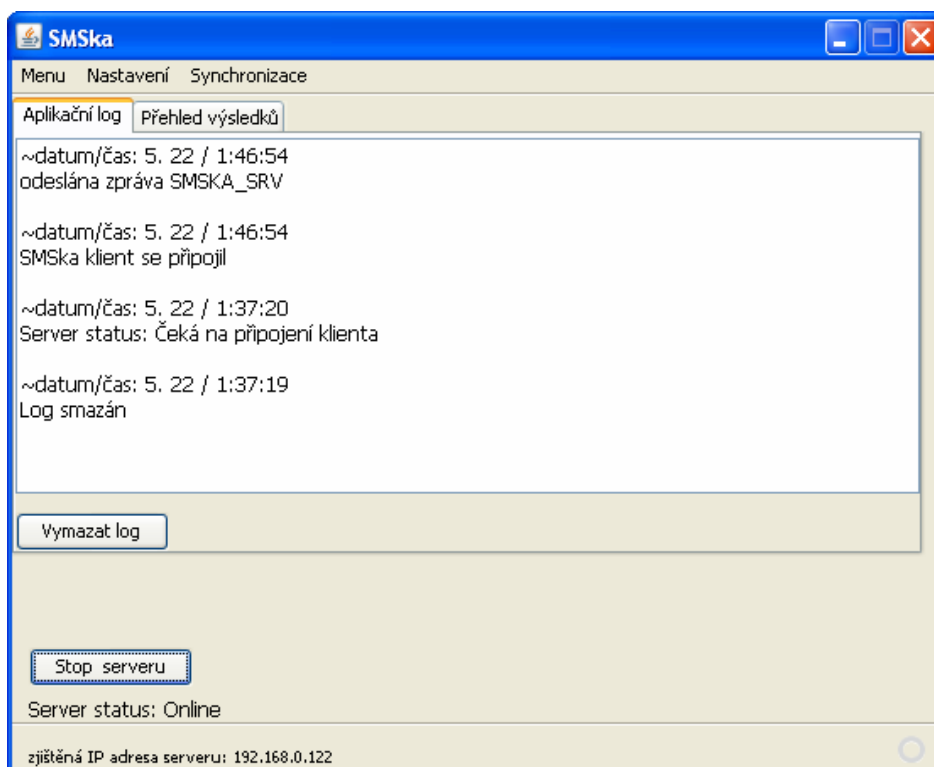 SMSka
Menu Nastavení Synchronizace
Aplikační log Přehled výsledků
~datum/čas: 5. 22 / 1:46:54
odeslána zpráva SMSKA_SRV
~datum/čas: 5. 22 / 1:46:54
SMSka klient se připojil
~datum/čas: 5. 22 / 1:37:20
Server status: Čeká na připojení klienta
~datum/čas: 5. 22 / 1:37:19
Log smazán
Vymazat log
Stop serveru
Server status: Online
zjištěná IP adresa serveru: 192.168.0.122